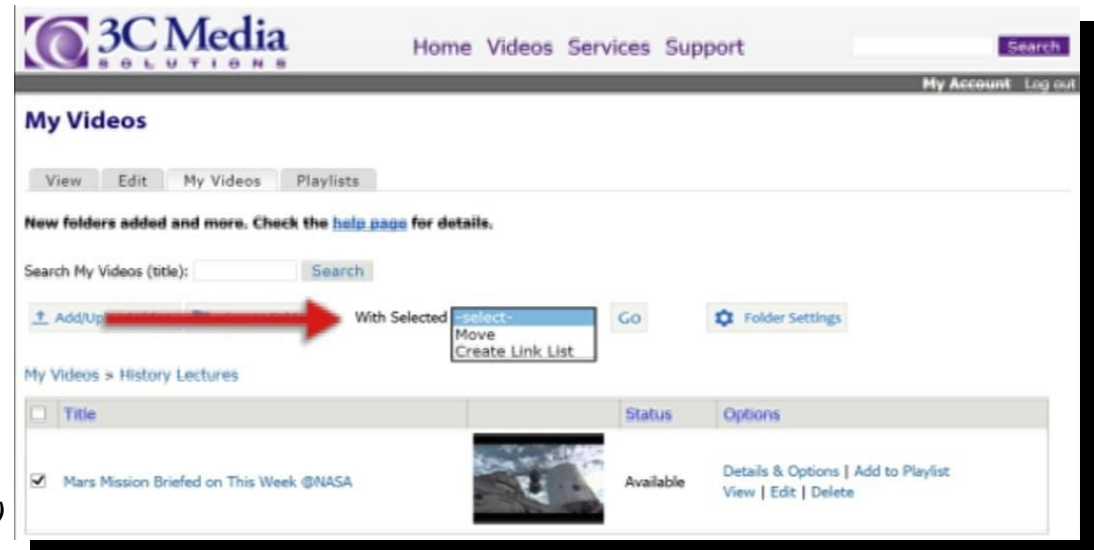 3C Media
SOLUTIONS
Home Videos Services Support
Search
My Account Log out
My Videos
View Edit My Videos Playlists
New folders added and more. Check the help page for details.
Search My Videos (title): Search
Add/Up With Selected -select- Go Folder Settings
Move
Create Link List
My Videos > History Lectures
Title Status Options
Mars Mission Briefed on This Week @NASA Available Details & Options | Add to Playlist
View | Edit | Delete
)